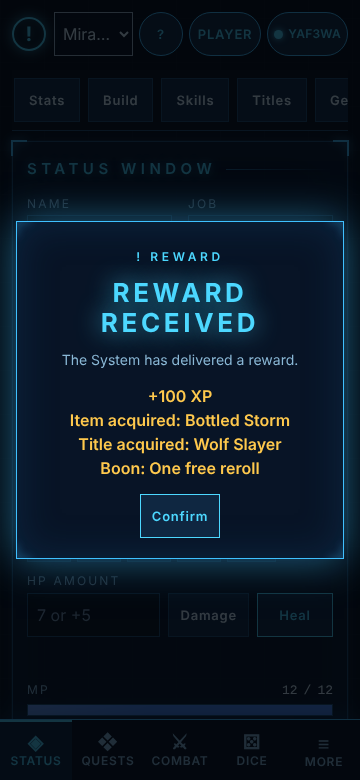 ! Mira... ? PLAYER YAF3WA
Stats Build Skills Titles Ge
STATUS WINDOW
NAME JOB
! REWARD
REWARD
RECEIVED
The System has delivered a reward.
+100 XP
Item acquired: Bottled Storm
Title acquired: Wolf Slayer
Boon: One free reroll
Confirm
HP AMOUNT
7 or +5 Damage Heal
MP 12 / 12
STATUS QUESTS COMBAT DICE MORE